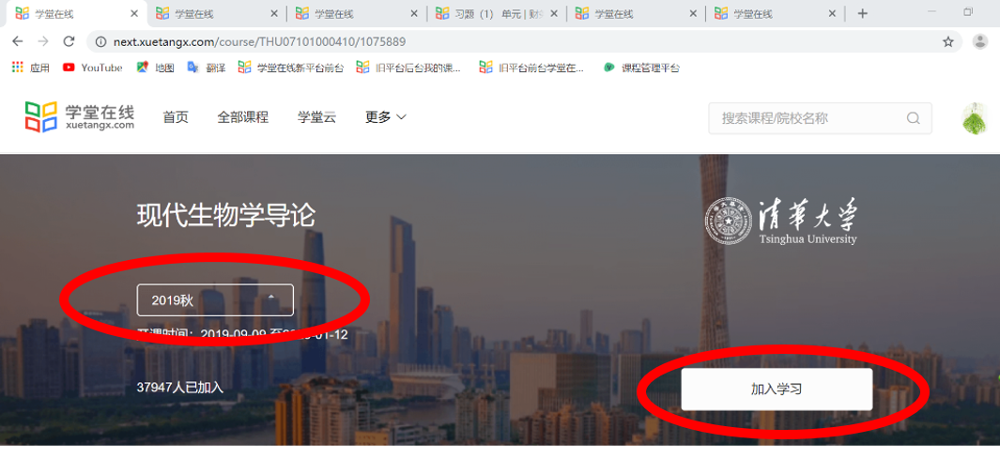 学堂在线
学堂在线
学堂在线
习题（1） 单元 | 财
学堂在线
学堂在线
next.xuetangx.com/course/THU07101000410/1075889
应用 YouTube 地图 翻译 学堂在线新平台前台 旧平台后台我的课... 旧平台前台学堂在... 课程管理平台
学堂在线
xuetangx.com
首页 全部课程 学堂云 更多
搜索课程/院校名称
现代生物学导论
清华大学
Tsinghua University
2019秋
开课时间：2019-09-09 至 -01-12
37947人已加入
加入学习